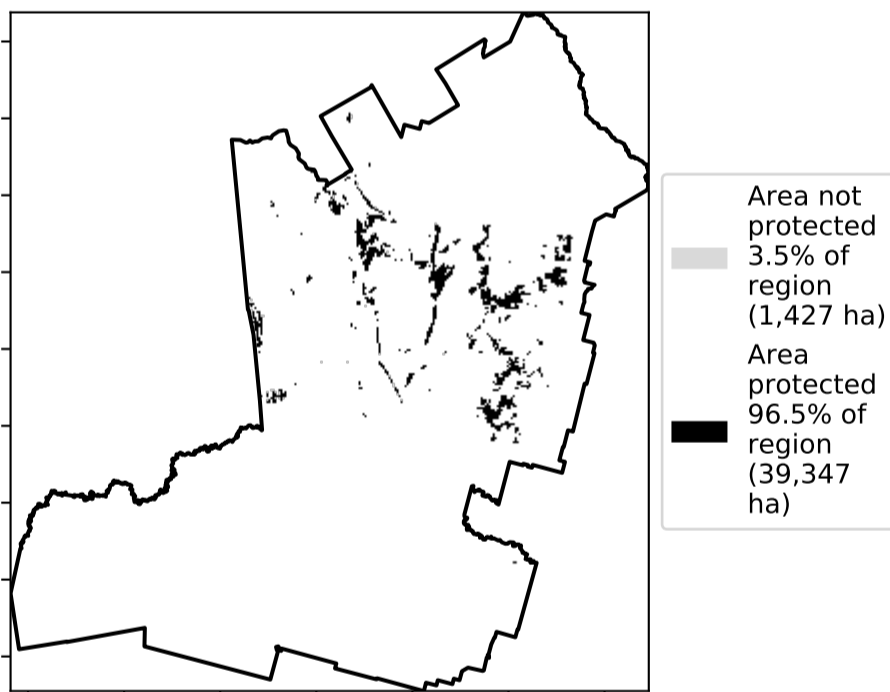 Area not
protected
3.5% of
region
(1,427 ha)
Area
protected
96.5% of
region
(39,347
ha)